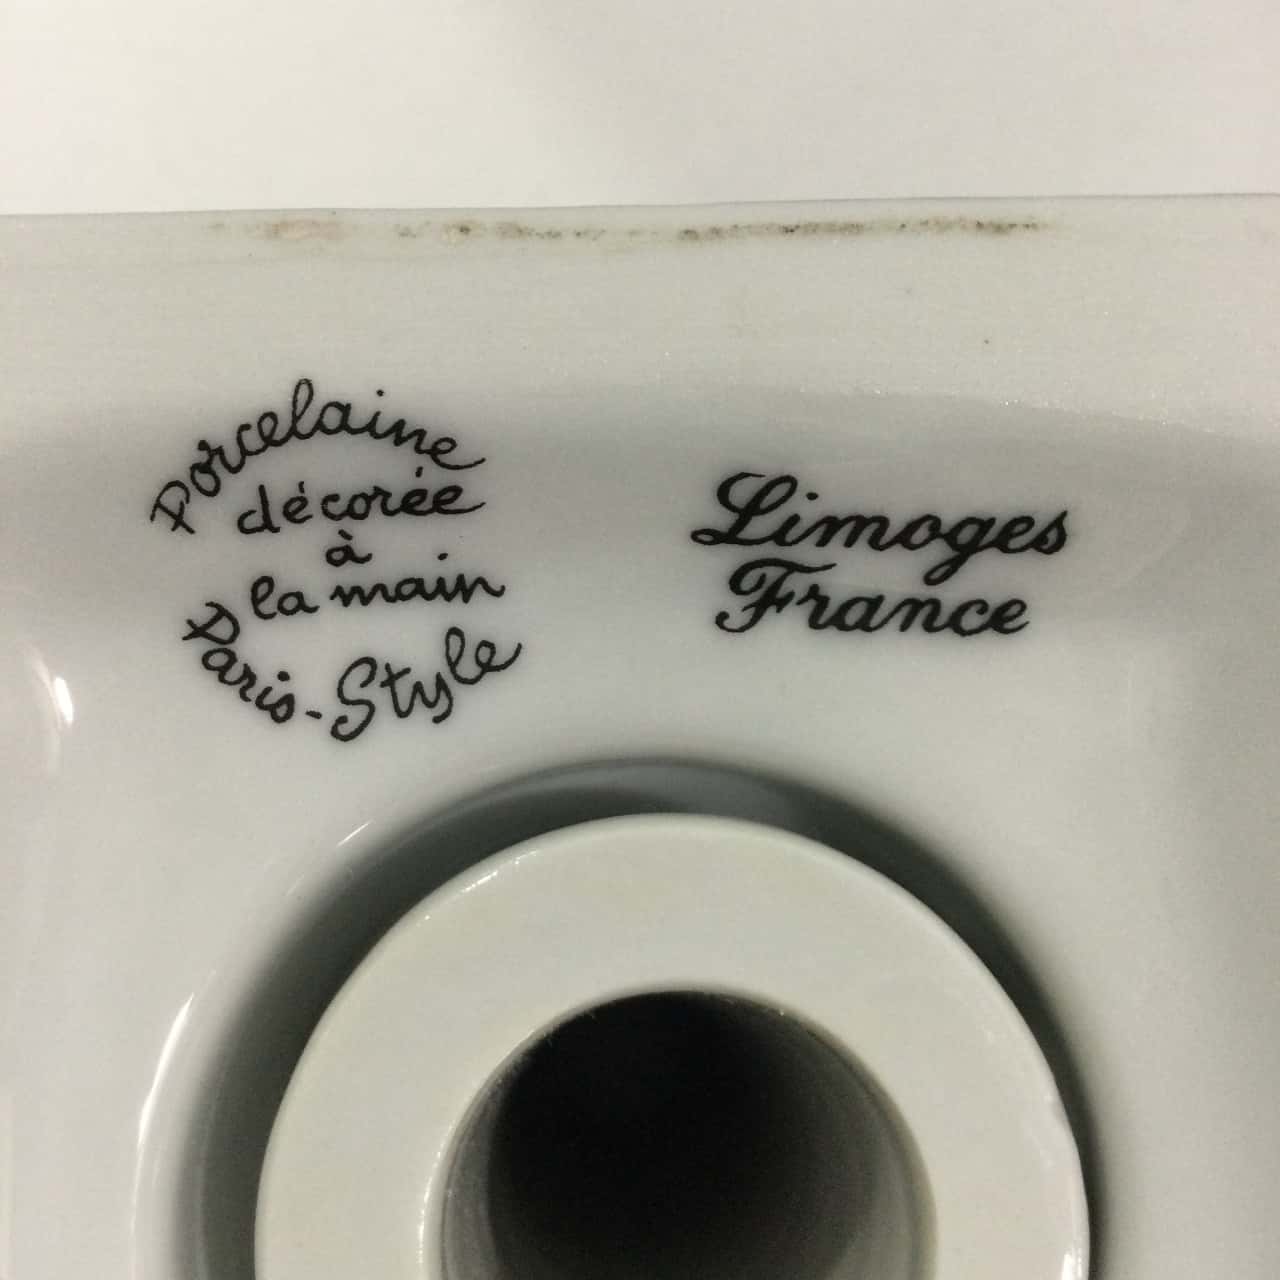 Porcelaine
décorée
à
la main
Paris-Style
Limoges
France